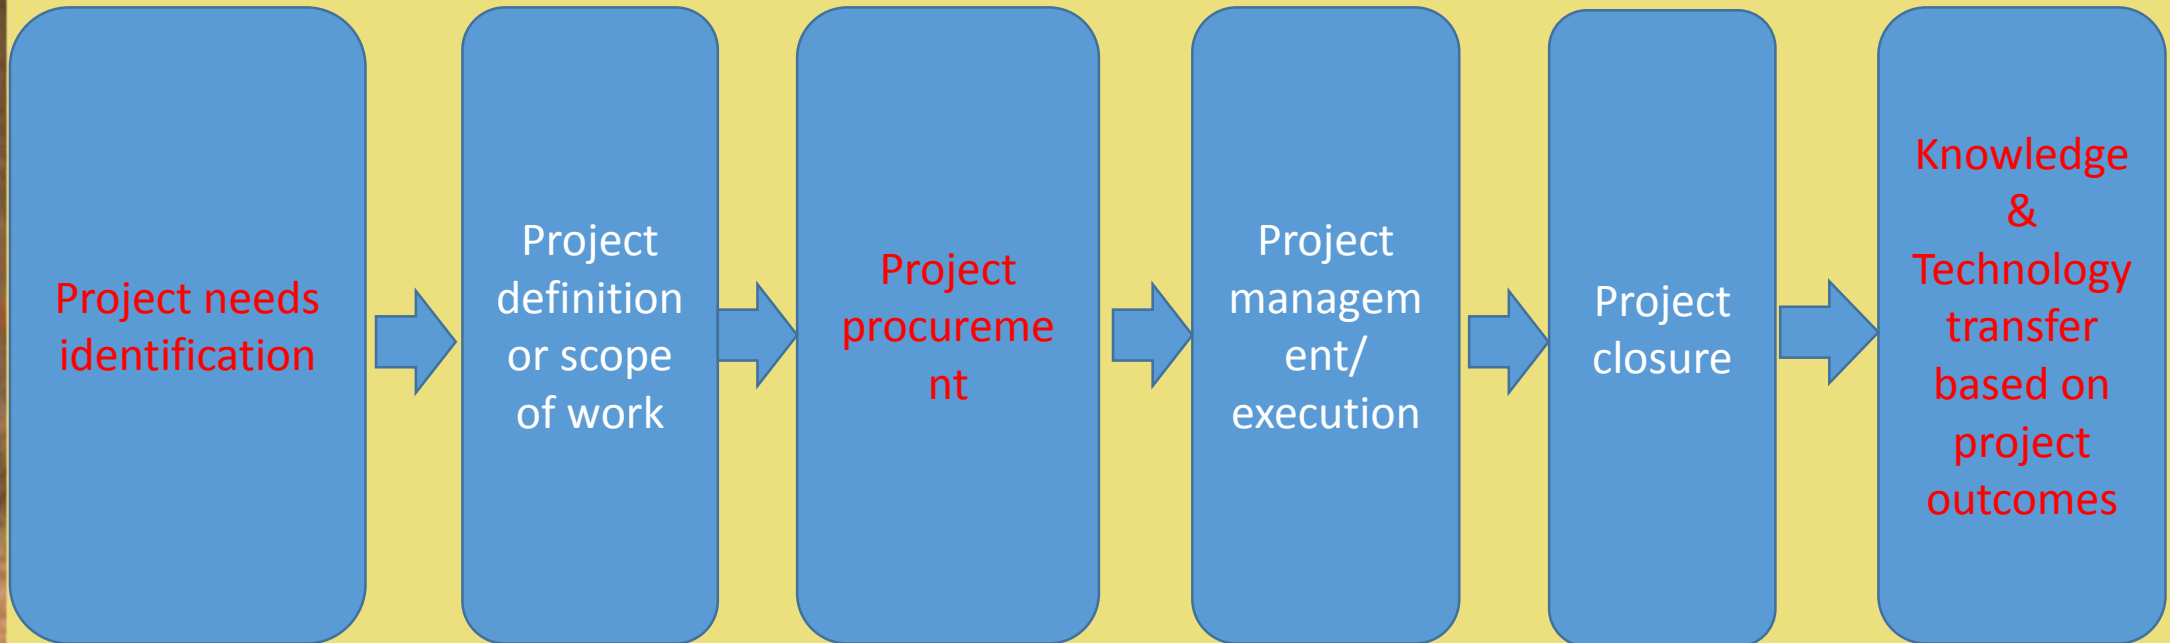 Project needs
identification
Project
definition
or scope
of work
Project
procureme
nt
Project
managem
ent/
execution
Project
closure
Knowledge
&
Technology
transfer
based on
project
outcomes